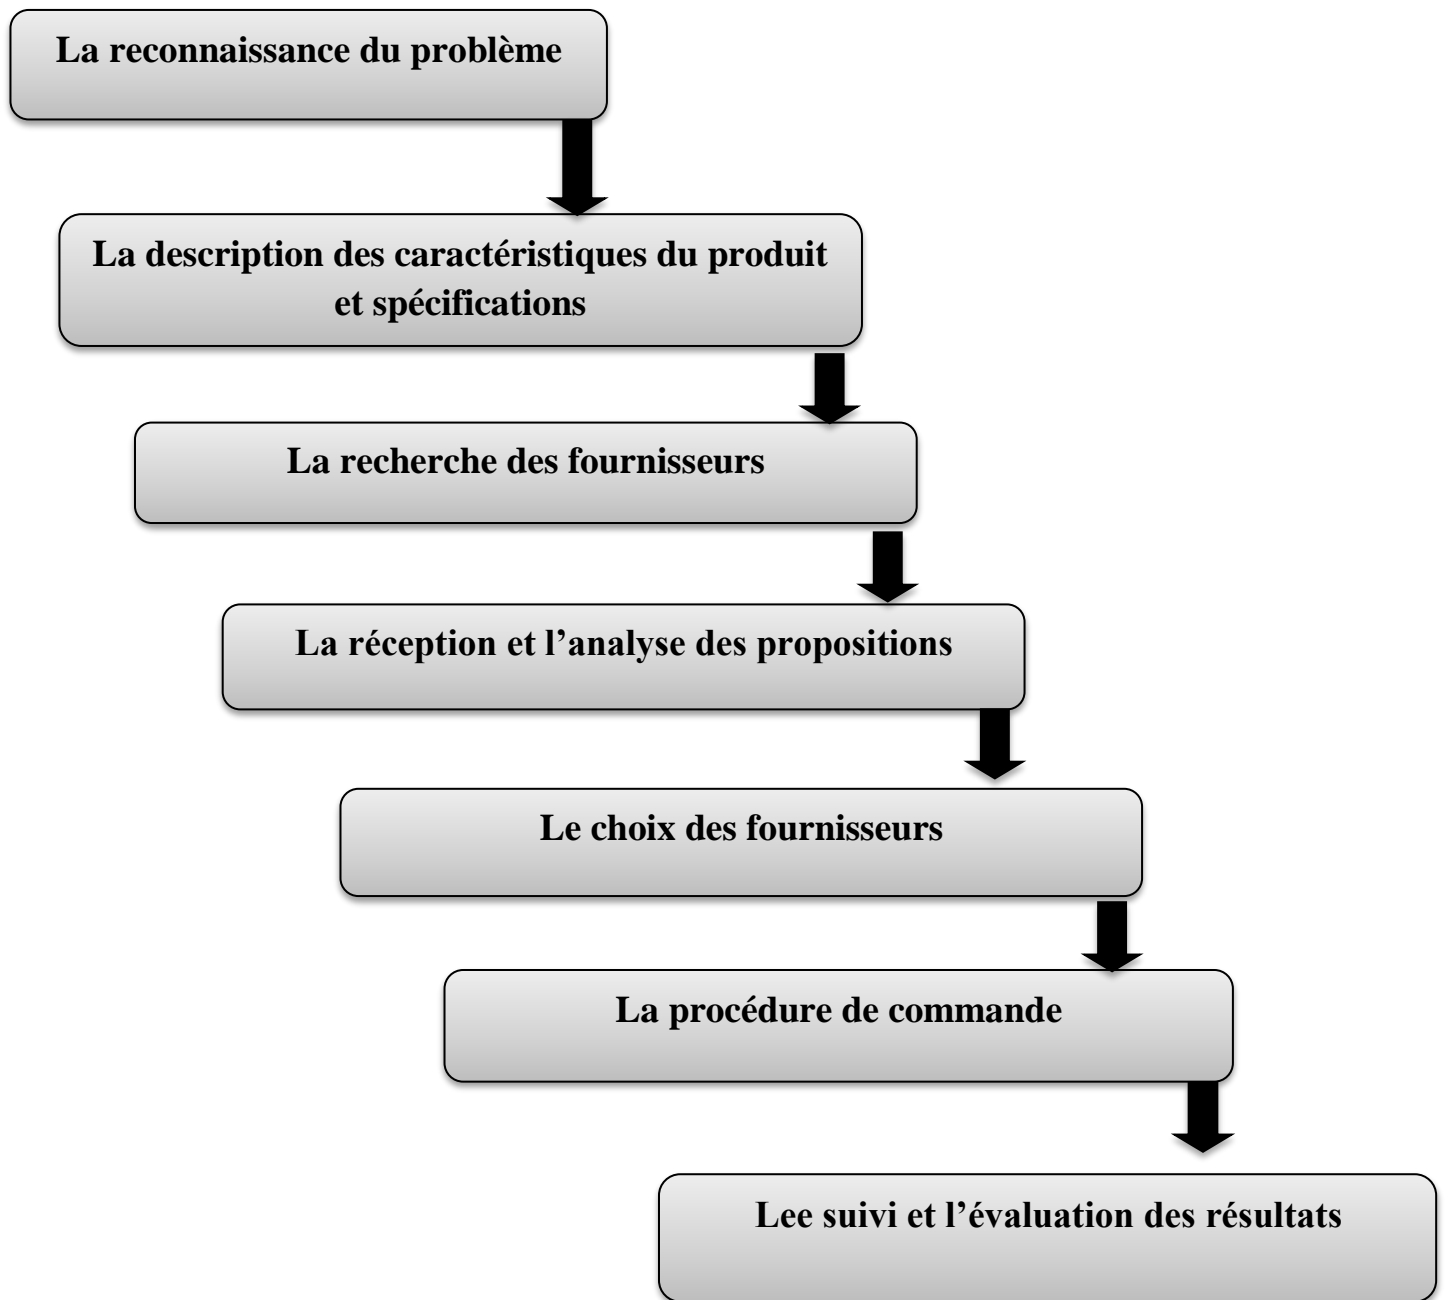 La reconnaissance du problème
La description des caractéristiques du produit
et spécifications
La recherche des fournisseurs
La réception et l’analyse des propositions
Le choix des fournisseurs
La procédure de commande
Lee suivi et l’évaluation des résultats